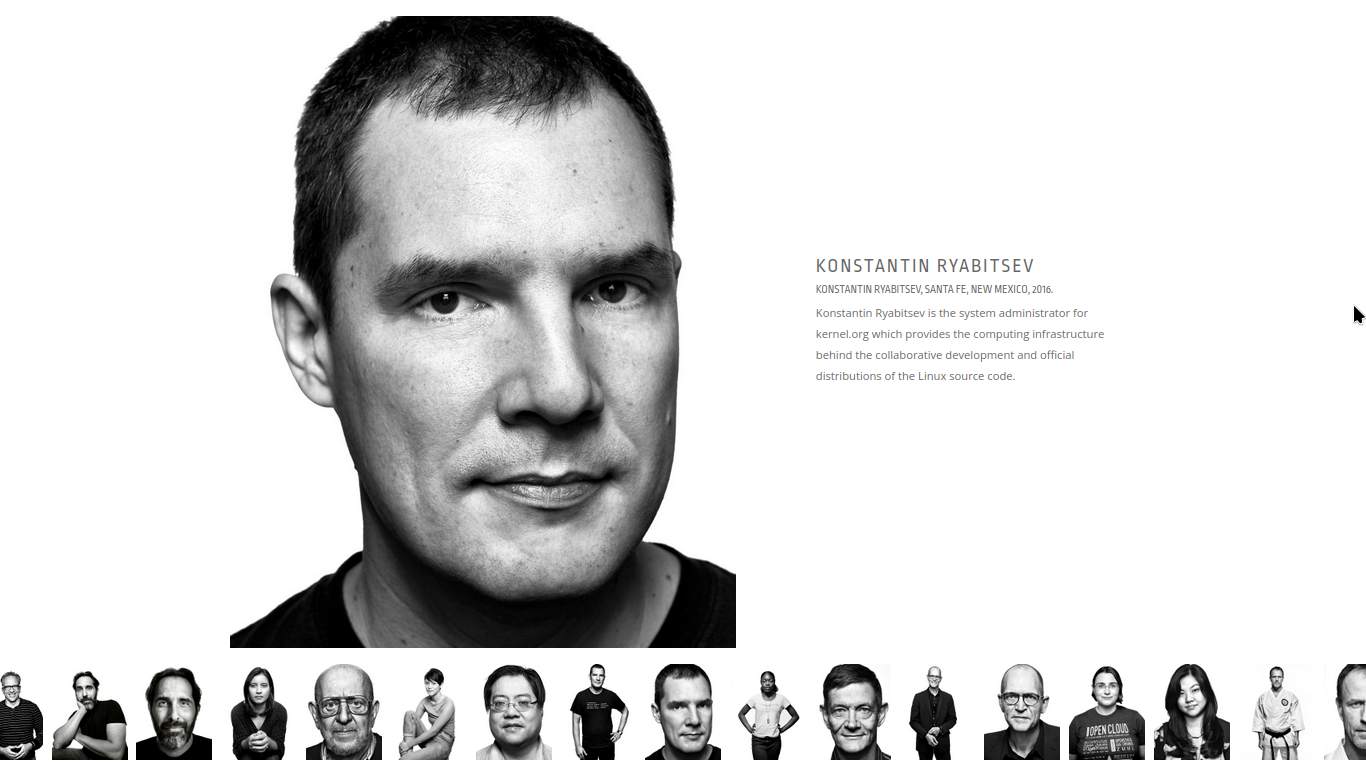 KONSTANTIN RYABITSEV
KONSTANTIN RYABITSEV, SANTA FE, NEW MEXICO, 2016.
Konstantin Ryabitsev is the system administrator for
kernel.org which provides the computing infrastructure
behind the collaborative development and official
distributions of the Linux source code.
OPEN CLOUD